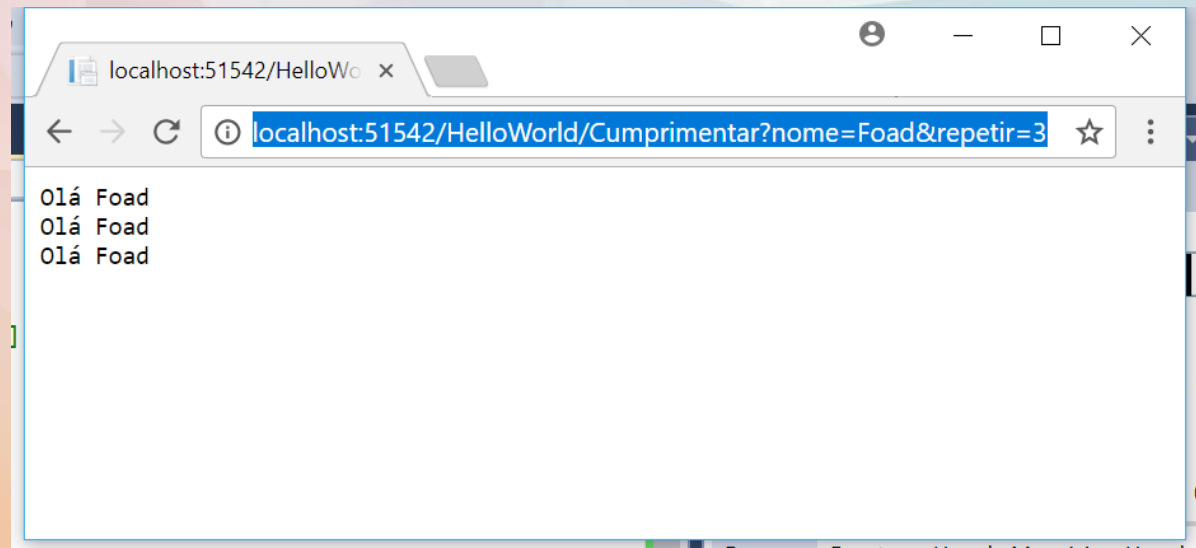 localhost:51542/HelloWo
localhost:51542/HelloWorld/Cumprimentar?nome=Foad&repetir=3
Olá Foad
Olá Foad
Olá Foad